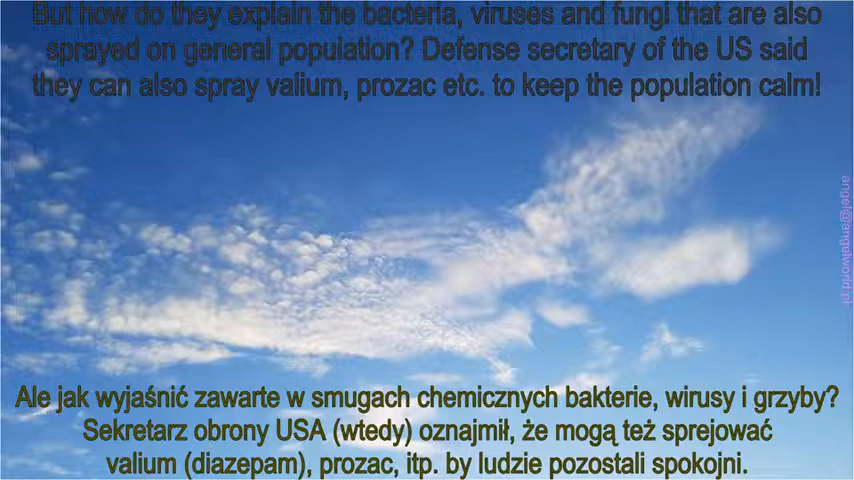 But how do they explain the bacteria, viruses and fungi that are also
sprayed on general population? Defense secretary of the US said
they can also spray valium, prozac etc. to keep the population calm!
angel@angelworld.pl
Ale jak wyjaśnić zawarte w smugach chemicznych bakterie, wirusy i grzyby?
Sekretarz obrony USA (wtedy) oznajmił, że mogą też sprejować
valium (diazepam), prozac, itp. by ludzie pozostali spokojni.